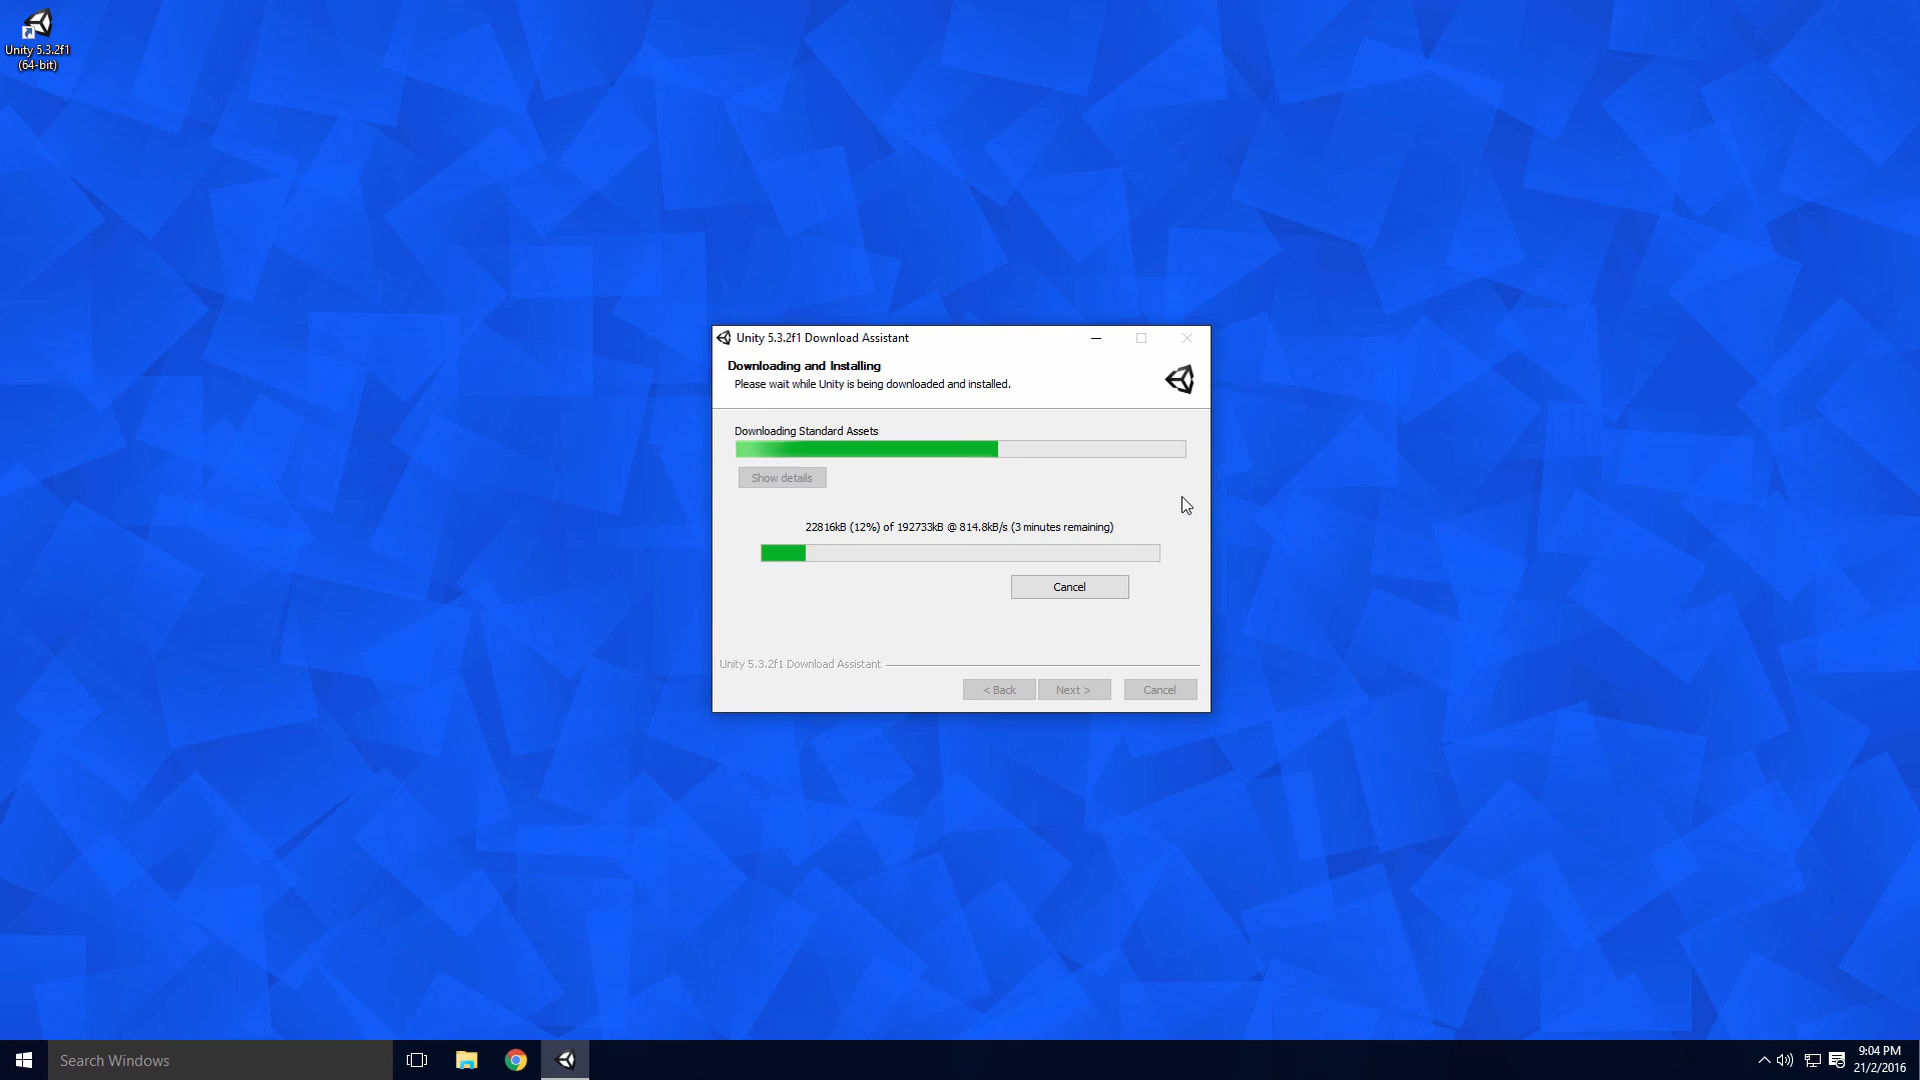 Unity 5.3.2f1
(64-bit)
Unity 5.3.2f1 Download Assistant
Downloading and Installing
Please wait while Unity is being downloaded and installed.
Downloading Standard Assets
Show details
22816kB (12%) of 192733kB @ 814.8kB/s (3 minutes remaining)
Cancel
Unity 5.3.2f1 Download Assistant
< Back Next > Cancel
Search Windows
9:04 PM
21/2/2016